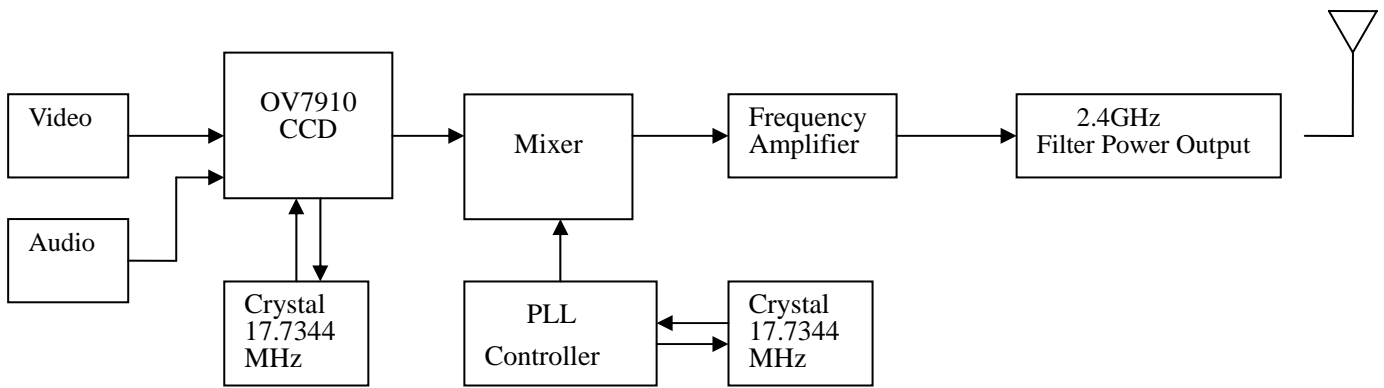 Video
Audio
OV7910
CCD
Crystal
17.7344
MHz
Mixer
PLL
Controller
Crystal
17.7344
MHz
Frequency
Amplifier
2.4GHz
Filter Power Output